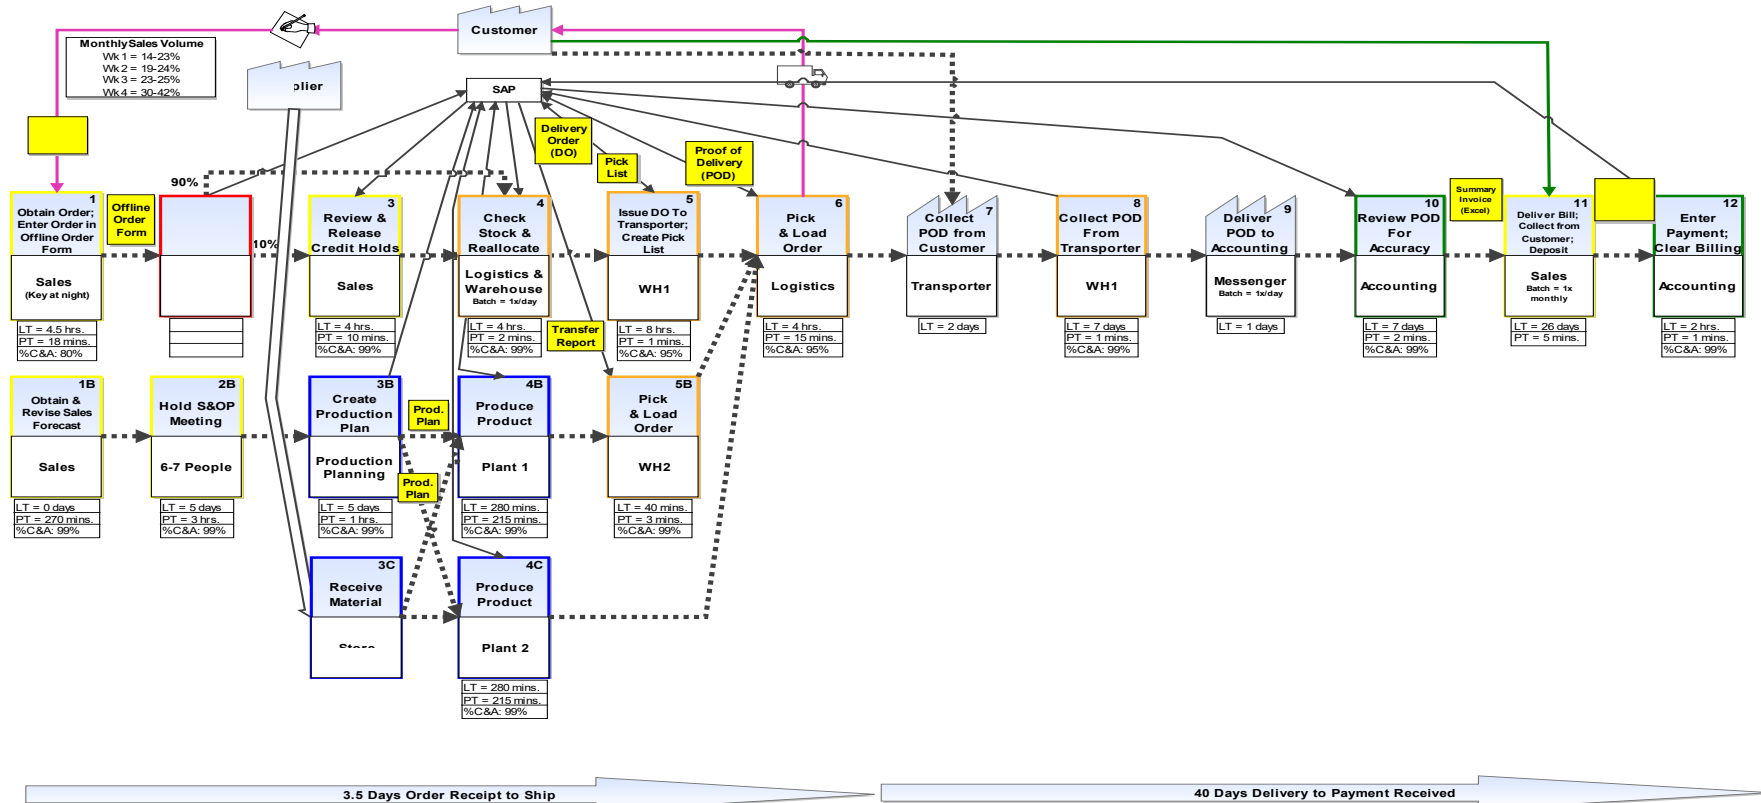 Customer
Monthly Sales Volume
Wk 1 = 14-23%
Wk 2 = 19-24%
Wk 3 = 23-25%
Wk 4 = 30-42%
plier
SAP
Delivery
Order
(DO)
Pick
List
Proof of
Delivery
(POD)
90%
10%
Offline
Order
Form
Summary
Invoice
(Excel)
1
Obtain Order;
Enter Order in
Offline Order
Form
Sales
(Key at night)
LT = 4.5 hrs.
PT = 18 mins.
%C&A: 80%
3
Review &
Release
Credit Holds
Sales
LT = 4 hrs.
PT = 10 mins.
%C&A: 99%
4
Check
Stock &
Reallocate
Logistics &
Warehouse
Batch = 1x/day
LT = 4 hrs.
PT = 2 mins.
%C&A: 99%
Transfer
Report
5
Issue DO To
Transporter;
Create Pick
List
WH1
LT = 8 hrs.
PT = 1 mins.
%C&A: 95%
6
Pick
& Load
Order
Logistics
LT = 4 hrs.
PT = 15 mins.
%C&A: 95%
7
Collect
POD from
Customer
Transporter
LT = 2 days
8
Collect POD
From
Transporter
WH1
LT = 7 days
PT = 1 mins.
%C&A: 99%
9
Deliver
POD to
Accounting
Messenger
Batch = 1x/day
LT = 1 days
10
Review POD
For
Accuracy
Accounting
LT = 7 days
PT = 2 mins.
%C&A: 99%
11
Deliver Bill;
Collect from
Customer;
Deposit
Sales
Batch = 1x
monthly
LT = 26 days
PT = 5 mins.
12
Enter
Payment;
Clear Billing
Accounting
LT = 2 hrs.
PT = 1 mins.
%C&A: 99%
1B
Obtain &
Revise Sales
Forecast
Sales
LT = 0 days
PT = 270 mins.
%C&A: 99%
2B
Hold S&OP
Meeting
6-7 People
LT = 5 days
PT = 3 hrs.
%C&A: 99%
3B
Create
Production
Plan
Production
Planning
LT = 5 days
PT = 1 hrs.
%C&A: 99%
Prod.
Plan
Prod.
Plan
4B
Produce
Product
Plant 1
LT = 280 mins.
PT = 215 mins.
%C&A: 99%
5B
Pick
& Load
Order
WH2
LT = 40 mins.
PT = 3 mins.
%C&A: 99%
3C
Receive
Material
4C
Produce
Product
Plant 2
LT = 280 mins.
PT = 215 mins.
%C&A: 99%
3.5 Days Order Receipt to Ship
40 Days Delivery to Payment Received